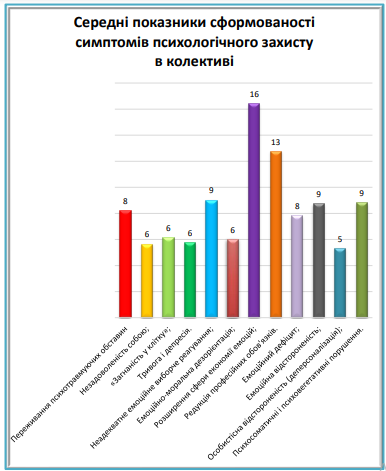 Середні показники сформованості
симптомів психологічного захисту
в колективі
8
6
6
6
9
6
16
13
8
9
5
9
Переживання психотравмуючих обставин
Незадоволеність собою;
«Загнаність у клітку»;
Тривога і депресія.
Неадекватне емоційне виборче реагування;
Емоційно-моральна дезорієнтація;
Розширення сфери економії емоцій;
Редукція професійних обов'язків.
Емоційний дефіцит;
Емоційна відстороненість;
Особистісна відстороненість (деперсоналізація);
Психосоматичні і психовегетативні порушення.